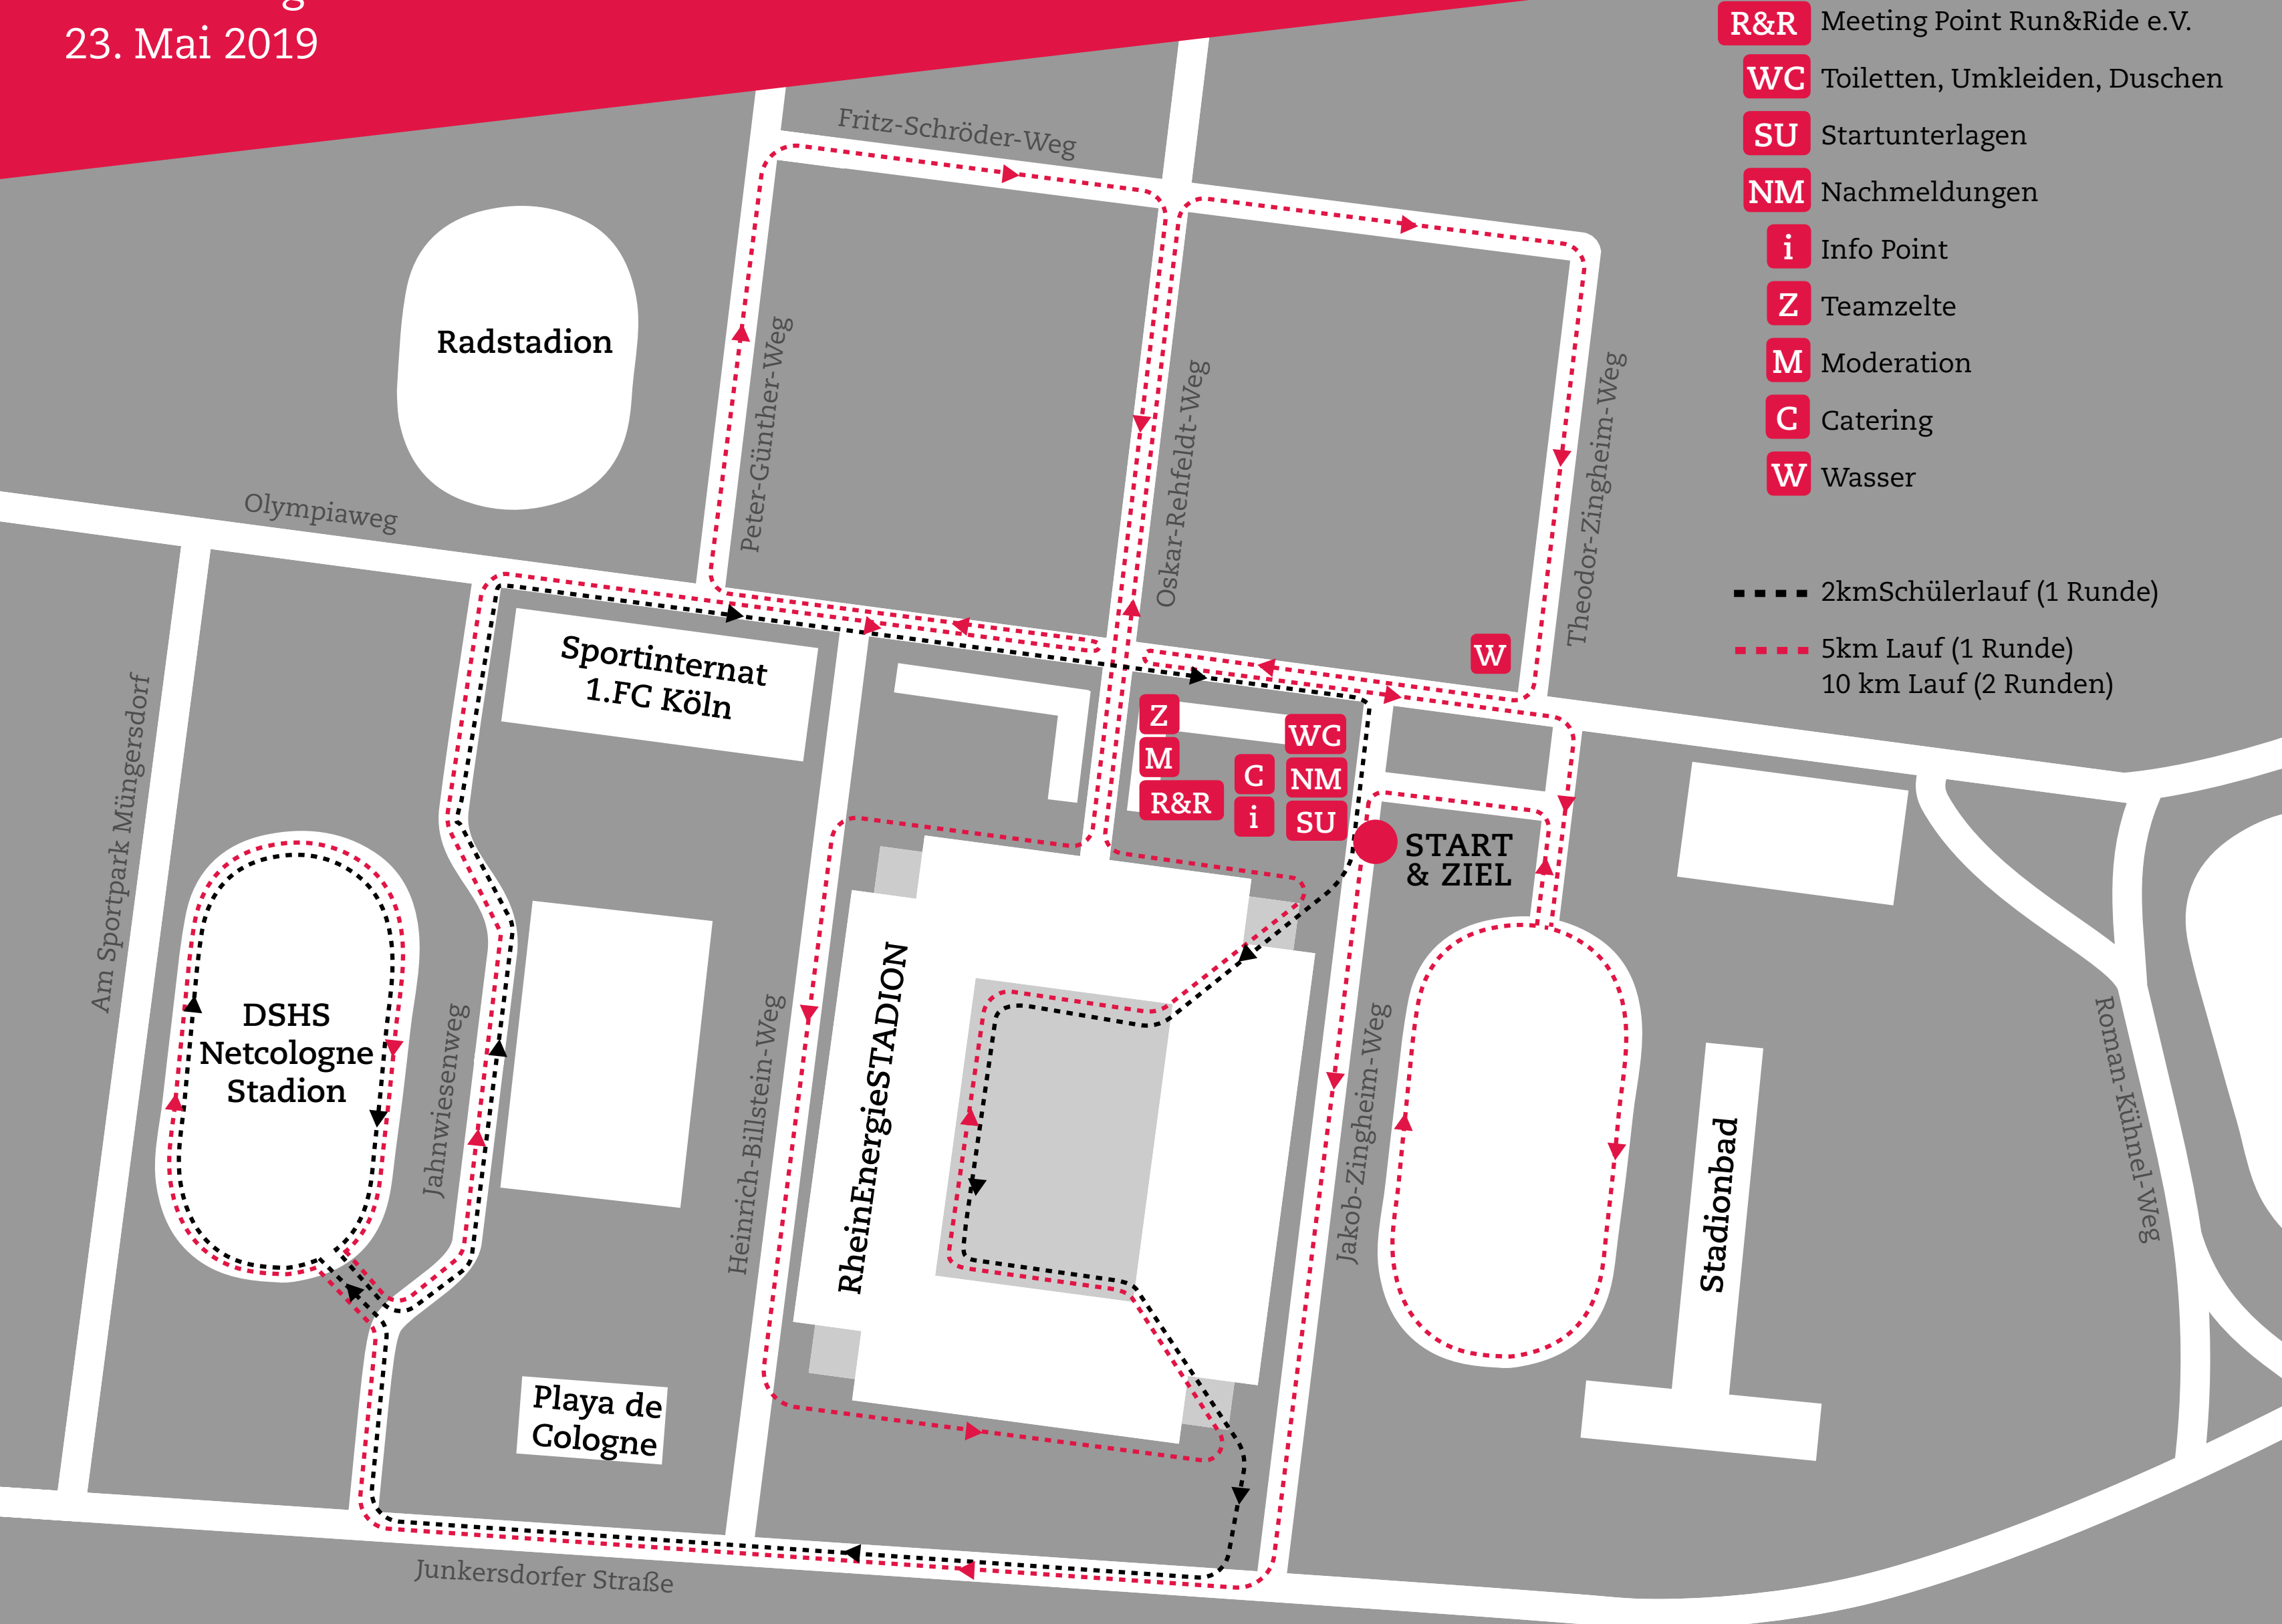 23. Mai 2019
R&R Meeting Point Run&Ride e.V.
WC Toiletten, Umkleiden, Duschen
SU Startunterlagen
NM Nachmeldungen
i Info Point
Z Teamzelte
M Moderation
C Catering
W Wasser
2kmSchülerlauf (1 Runde)
5km Lauf (1 Runde)
10 km Lauf (2 Runden)
Fritz-Schröder-Weg
Radstadion
Peter-Günther-Weg
Oskar-Rehfeldt-Weg
Theodor-Zingheim-Weg
Olympiaweg
Sportinternat
1.FC Köln
W
Z
M
R&R
C
i
WC
NM
SU
START
& ZIEL
Am Sportpark Müngersdorf
DSHS
Netcologne
Stadion
Jahnwiesenweg
Heinrich-Billstein-Weg
RheinEnergieSTADION
Jakob-Zingheim-Weg
Stadionbad
Roman-Kühnel-Weg
Playa de
Cologne
Junkersdorfer Straße